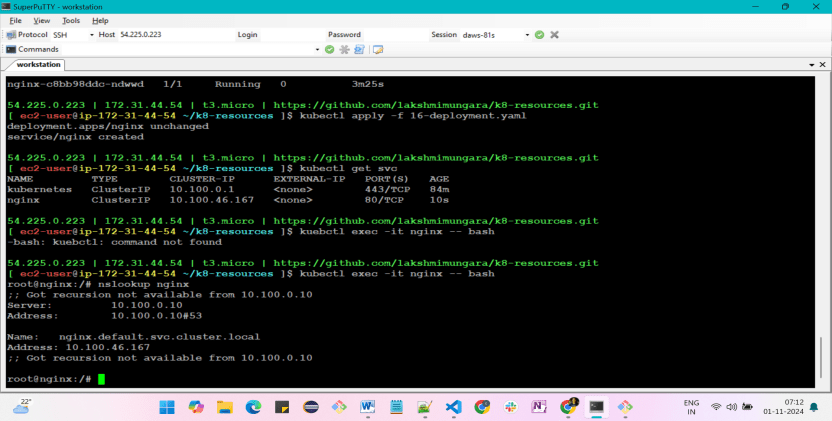 SuperPuTTY - workstation
File View Tools Help
Protocol SSH Host 54.225.0.223 Login Password Session daws-81s
Commands
workstation
nginx-c8bb98ddc-ndwwd 1/1 Running 0 3m25s
54.225.0.223 | 172.31.44.54 | t3.micro | https://github.com/lakshmimungara/k8-resources.git
[ ec2-user@ip-172-31-44-54 ~/k8-resources ]$ kubectl apply -f 16-deployment.yaml
deployment.apps/nginx unchanged
service/nginx created
54.225.0.223 | 172.31.44.54 | t3.micro | https://github.com/lakshmimungara/k8-resources.git
[ ec2-user@ip-172-31-44-54 ~/k8-resources ]$ kubectl get svc
NAME TYPE CLUSTER-IP EXTERNAL-IP PORT(S) AGE
kubernetes ClusterIP 10.100.0.1 <none> 443/TCP 84m
nginx ClusterIP 10.100.46.167 <none> 80/TCP 10s
54.225.0.223 | 172.31.44.54 | t3.micro | https://github.com/lakshmimungara/k8-resources.git
[ ec2-user@ip-172-31-44-54 ~/k8-resources ]$ kuebctl exec -it nginx -- bash
-bash: kuebctl: command not found
54.225.0.223 | 172.31.44.54 | t3.micro | https://github.com/lakshmimungara/k8-resources.git
[ ec2-user@ip-172-31-44-54 ~/k8-resources ]$ kubectl exec -it nginx -- bash
root@nginx:/# nslookup nginx
;; Got recursion not available from 10.100.0.10
Server: 10.100.0.10
Address: 10.100.0.10#53
Name: nginx.default.svc.cluster.local
Address: 10.100.46.167
;; Got recursion not available from 10.100.0.10
root@nginx:/#
22°
ENG
IN
07:12
01-11-2024